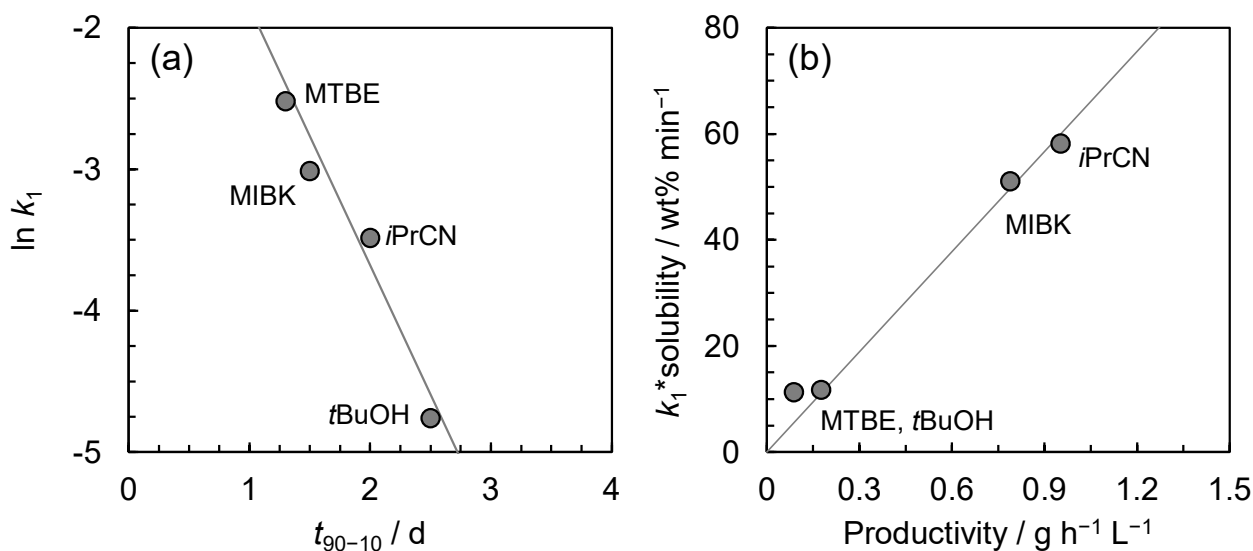 (a)
-2
-3
-4
-5
ln k₁
MTBE
MIBK
iPrCN
tBuOH
0 1 2 3 4
t₉₀₋₁₀ / d
(b)
80
60
40
20
0
k₁*solubility / wt% min⁻¹
iPrCN
MIBK
MTBE, tBuOH
0 0.3 0.6 0.9 1.2 1.5
Productivity / g h⁻¹ L⁻¹